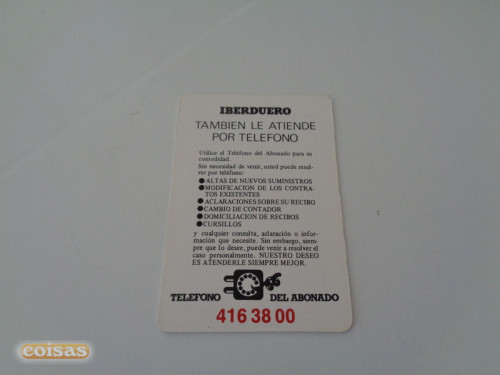 IBERDUERO
TAMBIEN LE ATIENDE
POR TELEFONO
Utilice el Teléfono del Abonado para su
comodidad.
Sin necesidad de venir, usted puede resol-
ver por teléfono:
●ALTAS DE NUEVOS SUMINISTROS
●MODIFICACION DE LOS CONTRA-
TOS EXISTENTES
●ACLARACIONES SOBRE SU RECIBO
●CAMBIO DE CONTADOR
●DOMICILIACION DE RECIBOS
●CURSILLOS
y cualquier consulta, aclaración o infor-
mación que necesite. Sin embargo, siem-
pre que lo desee, puede venir a resolver el
caso personalmente. NUESTRO DESEO
ES ATENDERLE SIEMPRE MEJOR.
TELEFONO DEL ABONADO
416 38 00
coisas